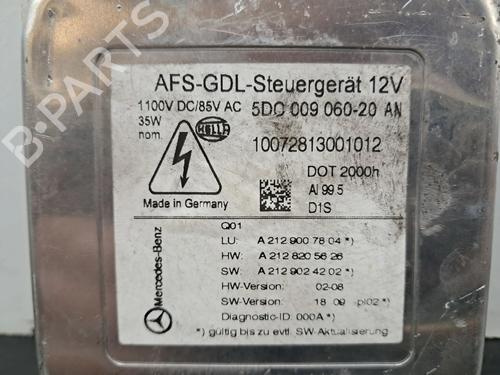 AFS-GDL-Steuergerät 12V
1100V DC/85V AC 5DC 009 060-20 AN
35W
nom.
HELLA
10072813001012
DOT 2000h
AI 99 5
D1S
Made in Germany
Q01
LU: A 212 900 78 04 *)
HW: A 212 820 56 26
SW: A 212 902 42 02 *)
HW-Version: 02-08
SW-Version: 18 09 -pl02 *)
Diagnostic-ID: 000A *)
*) gültig bis zu evtl. SW-Aktualisierung
Mercedes-Benz
B-PARTS